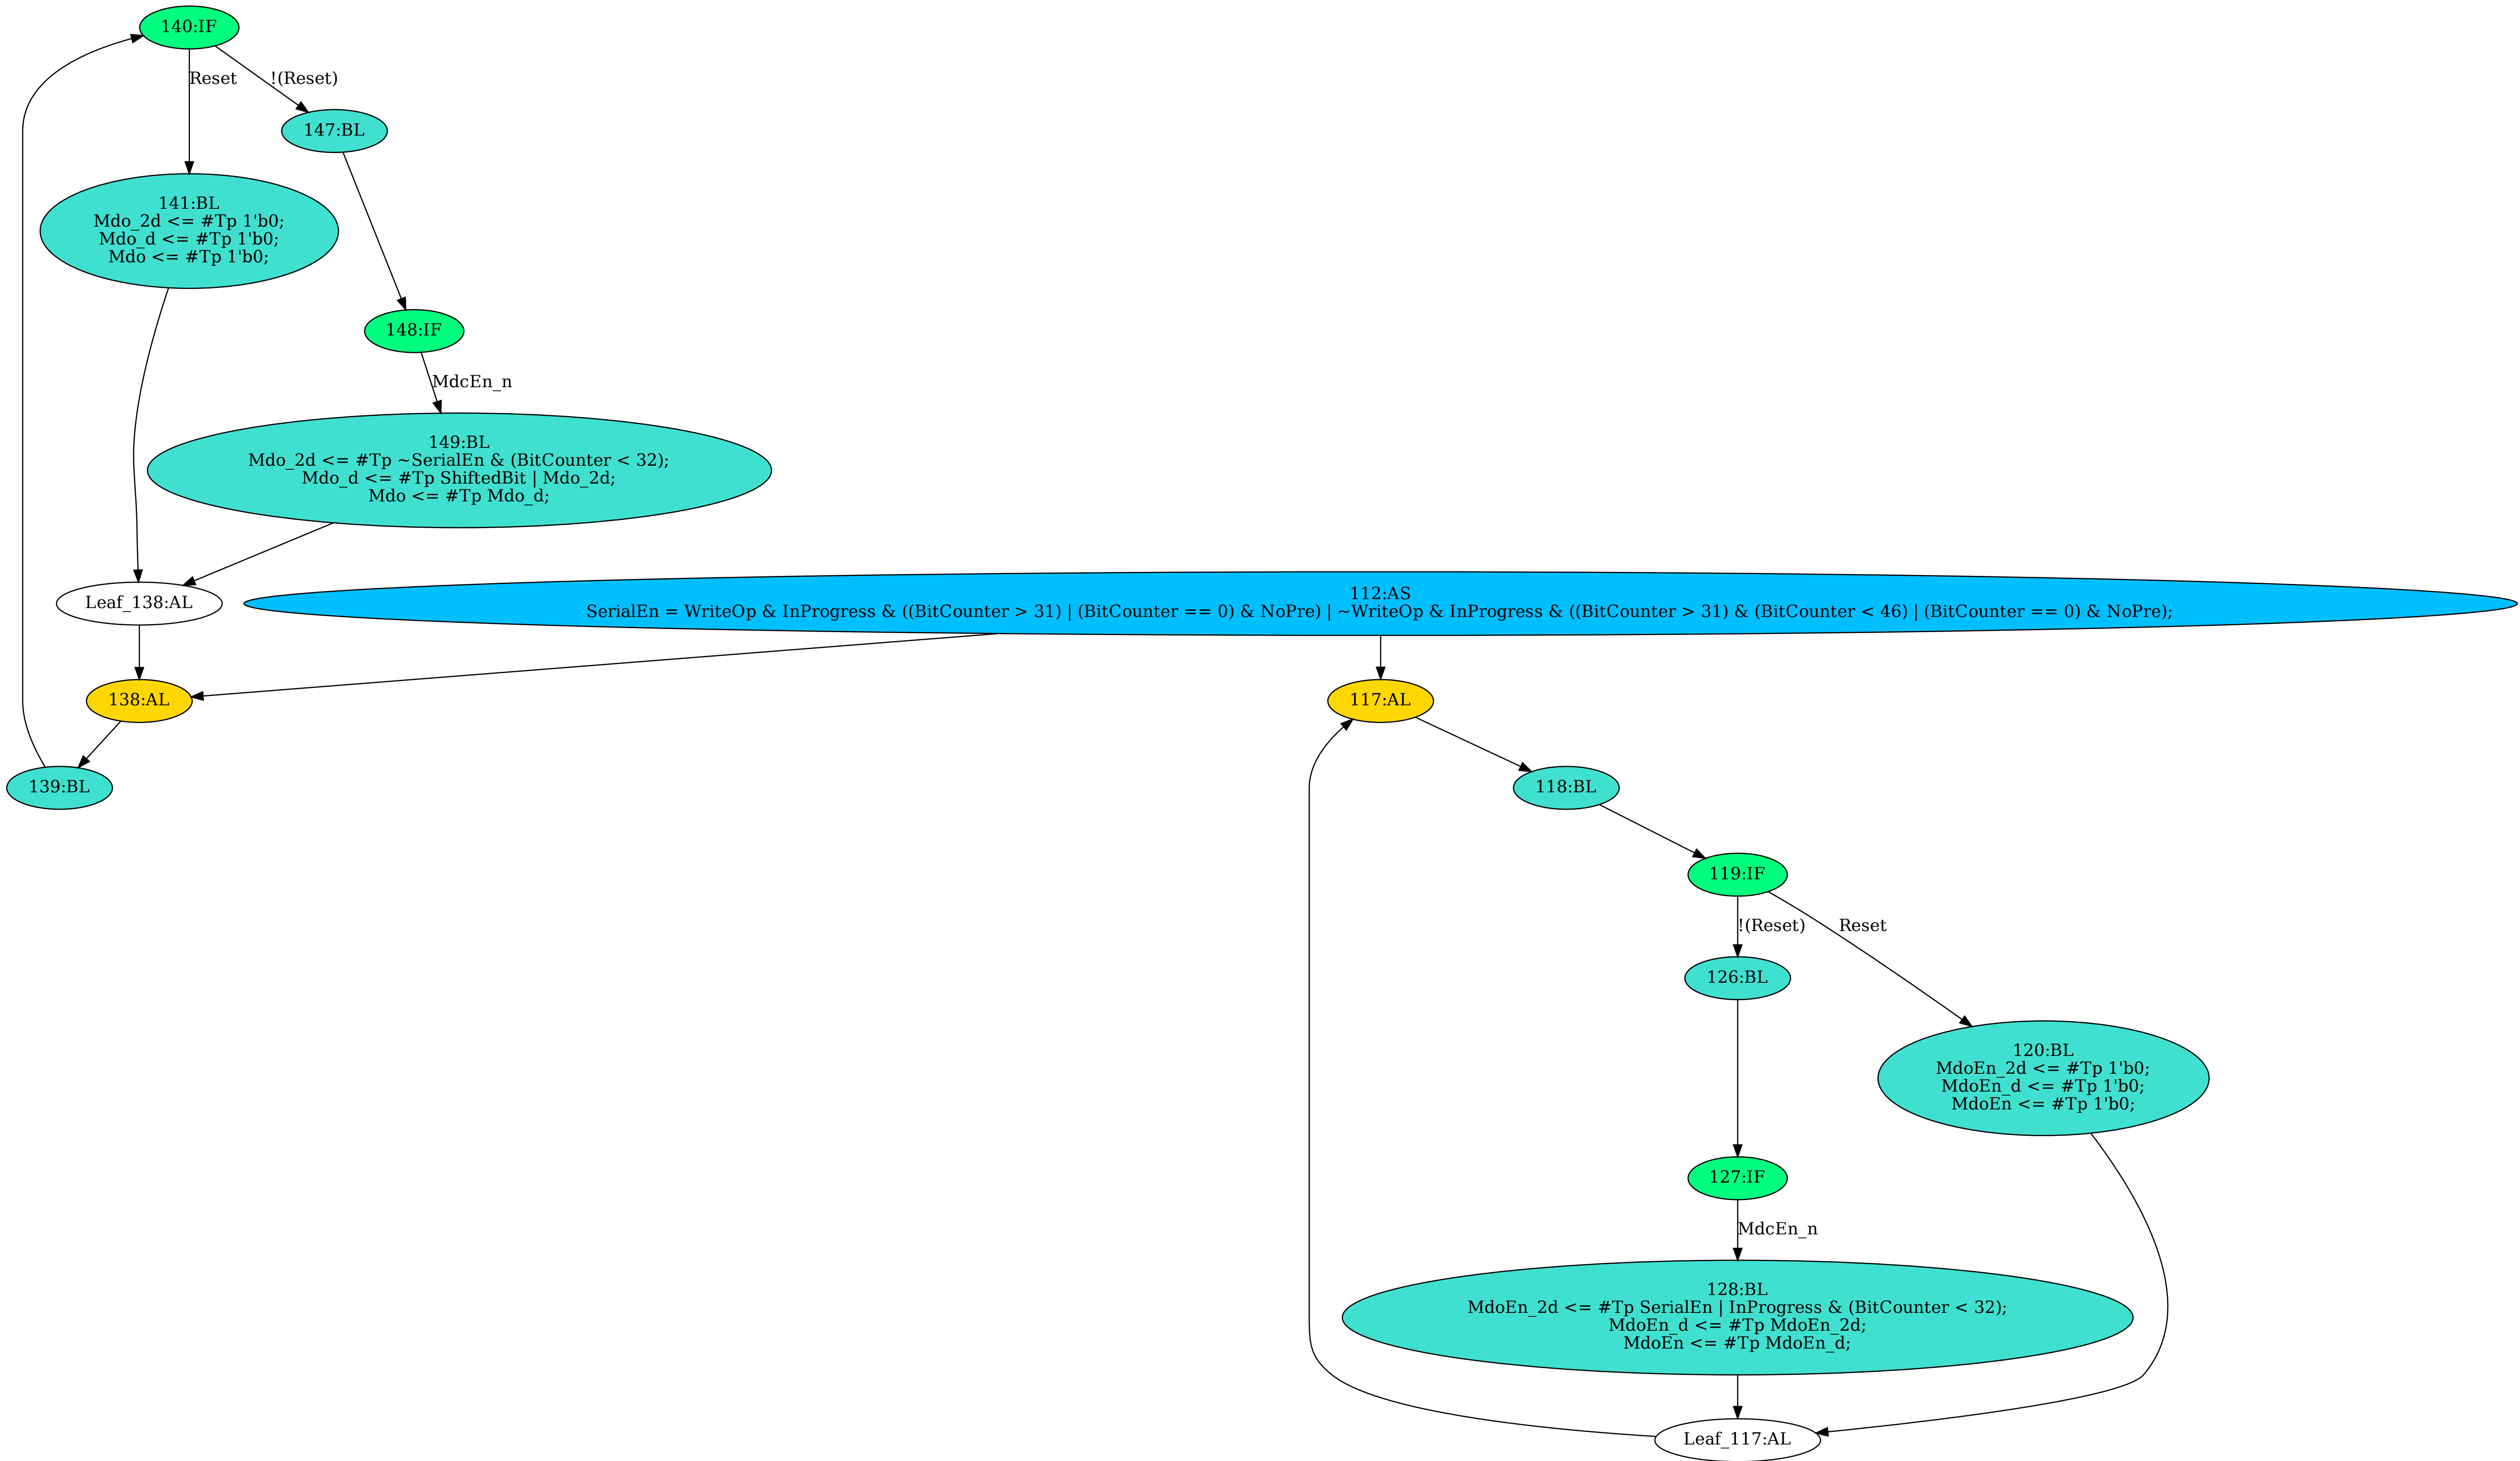 140:IF
Reset
!(Reset)
147:BL
141:BL
Mdo_2d <= #Tp 1'b0;
Mdo_d <= #Tp 1'b0;
Mdo <= #Tp 1'b0;
148:IF
MdcEn_n
149:BL
Mdo_2d <= #Tp ~SerialEn & (BitCounter < 32);
Mdo_d <= #Tp ShiftedBit | Mdo_2d;
Mdo <= #Tp Mdo_d;
Leaf_138:AL
112:AS
SerialEn = WriteOp & InProgress & ((BitCounter > 31) | (BitCounter == 0) & NoPre) | ~WriteOp & InProgress & ((BitCounter > 31) & (BitCounter < 46) | (BitCounter == 0) & NoPre);
138:AL
117:AL
139:BL
118:BL
119:IF
!(Reset)
Reset
126:BL
120:BL
MdoEn_2d <= #Tp 1'b0;
MdoEn_d <= #Tp 1'b0;
MdoEn <= #Tp 1'b0;
127:IF
MdcEn_n
128:BL
MdoEn_2d <= #Tp SerialEn | InProgress & (BitCounter < 32);
MdoEn_d <= #Tp MdoEn_2d;
MdoEn <= #Tp MdoEn_d;
Leaf_117:AL